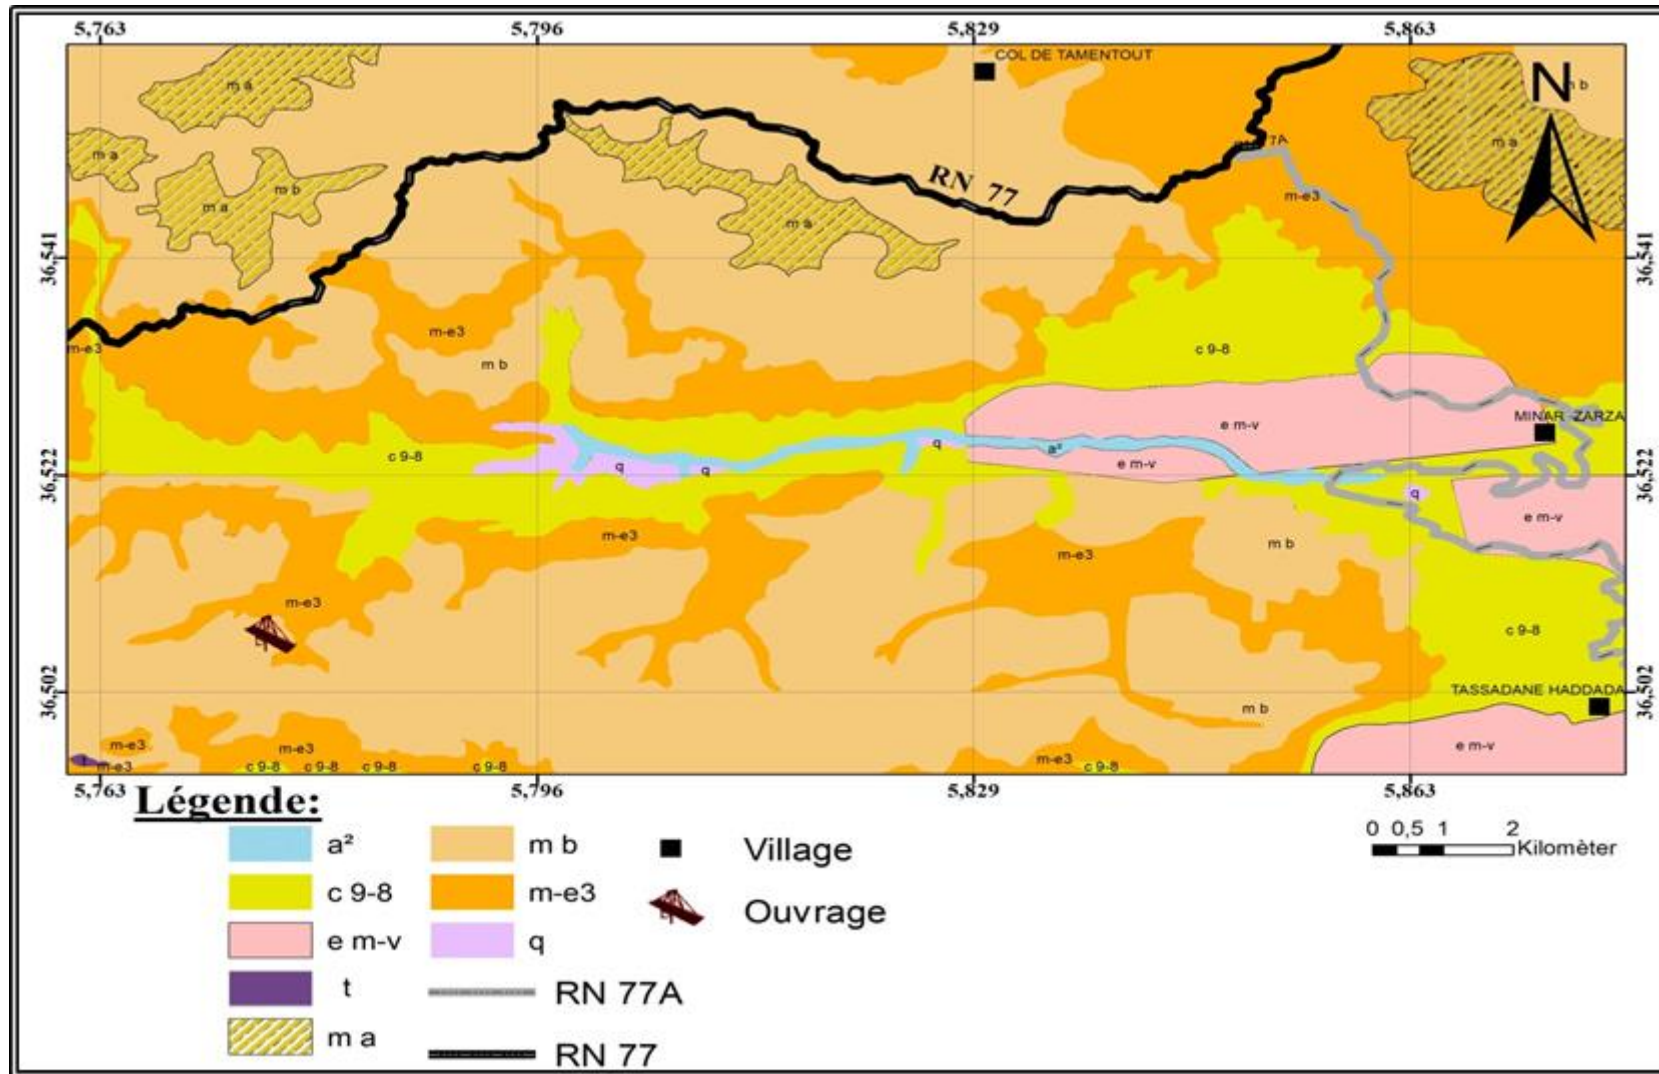 5,763 5,796 5,829 5,863
COL DE TAMENTOUT
N
m a
m b
m a
7A
m a
m a
m b
RN 77
m-e3
m a
m a
36,541
36,541
m-e3
m-e3
c 9-8
m b
MINAR ZARZA
e m-v
q
a²
c 9-8
e m-v
q
q
36,522
36,522
q
e m-v
m-e3
m b
m-e3
m-e3
c 9-8
36,502
36,502
TASSADANE HADDADA
m b
m-e3
m-e3
e m-v
t
m-e3
m-e3
c 9-8 c 9-8 c 9-8 c 9-8 c 9-8
5,763 5,796 5,829 5,863
Légende:
a²
c 9-8
e m-v
t
m a
m b
m-e3
q
RN 77A
RN 77
Village
Ouvrage
0 0,5 1 2
Kilomèter